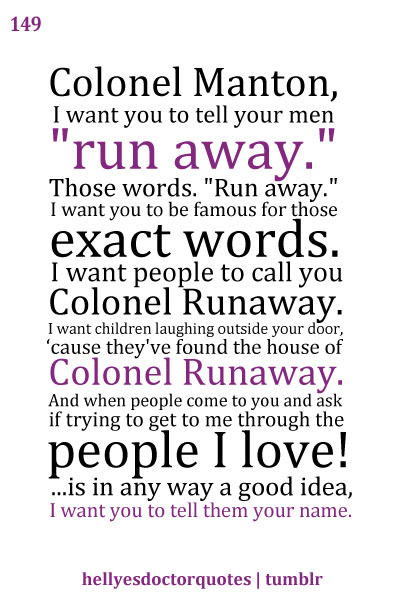 149
Colonel Manton,
I want you to tell your men
"run away."
Those words. "Run away."
I want you to be famous for those
exact words.
I want people to call you
Colonel Runaway.
I want children laughing outside your door,
‘cause they've found the house of
Colonel Runaway.
And when people come to you and ask
if trying to get to me through the
people I love!
...is in any way a good idea,
I want you to tell them your name.
hellyesdoctorquotes | tumblr